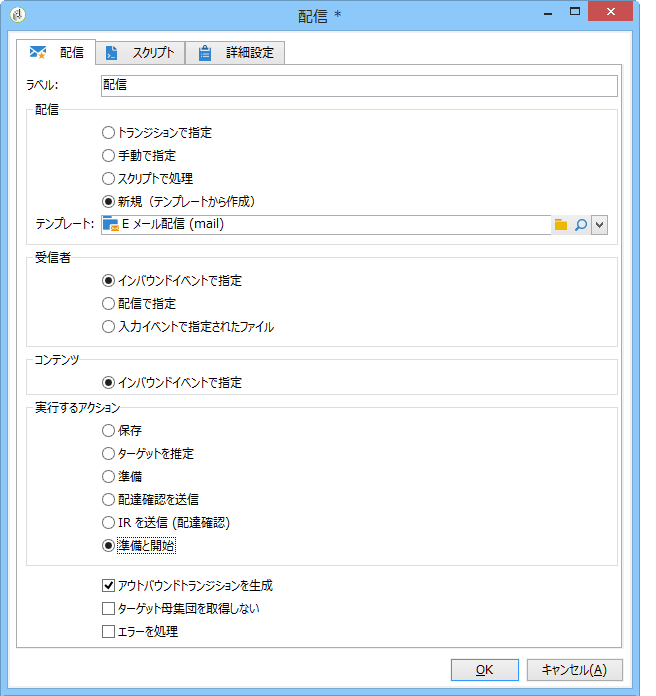 配信 *
配信 スクリプト 詳細設定
ラベル: 配信
配信
トランジションで指定
手動で指定
スクリプトで処理
新規（テンプレートから作成）
テンプレート: E メール配信 (mail)
受信者
インバウンドイベントで指定
配信で指定
入力イベントで指定されたファイル
コンテンツ
インバウンドイベントで指定
実行するアクション
保存
ターゲットを推定
準備
配達確認を送信
IR を送信 (配達確認)
準備と開始
アウトバウンドトランジションを生成
ターゲット母集団を取得しない
エラーを処理
OK キャンセル(A)